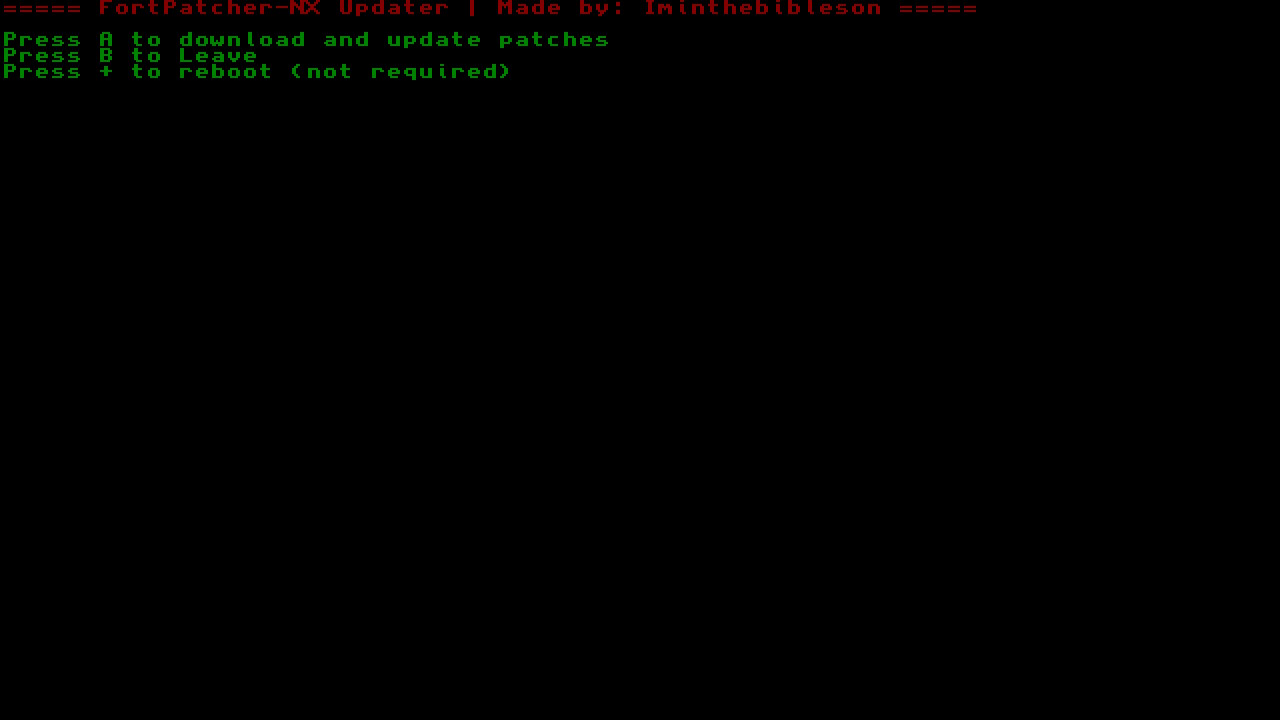 ===== FortPatcher-NX Updater | Made by: Iminthebibleson =====
Press A to download and update patches
Press B to Leave
Press + to reboot (not required)